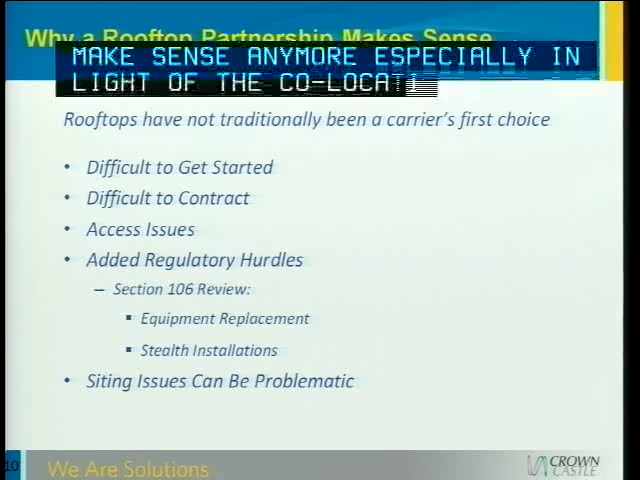 Why a Rooftop Partnership Makes Sense
MAKE SENSE ANYMORE ESPECIALLY IN
LIGHT OF THE CO-LOCATI
Rooftops have not traditionally been a carrier's first choice
• Difficult to Get Started
• Difficult to Contract
• Access Issues
• Added Regulatory Hurdles
– Section 106 Review:
▪ Equipment Replacement
▪ Stealth Installations
• Siting Issues Can Be Problematic
10
We Are Solutions
CROWN
CASTLE